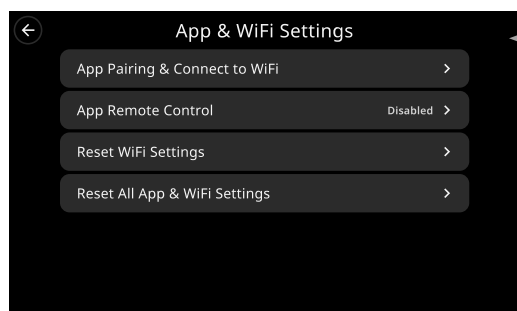 App & WiFi Settings
App Pairing & Connect to WiFi
App Remote Control Disabled
Reset WiFi Settings
Reset All App & WiFi Settings